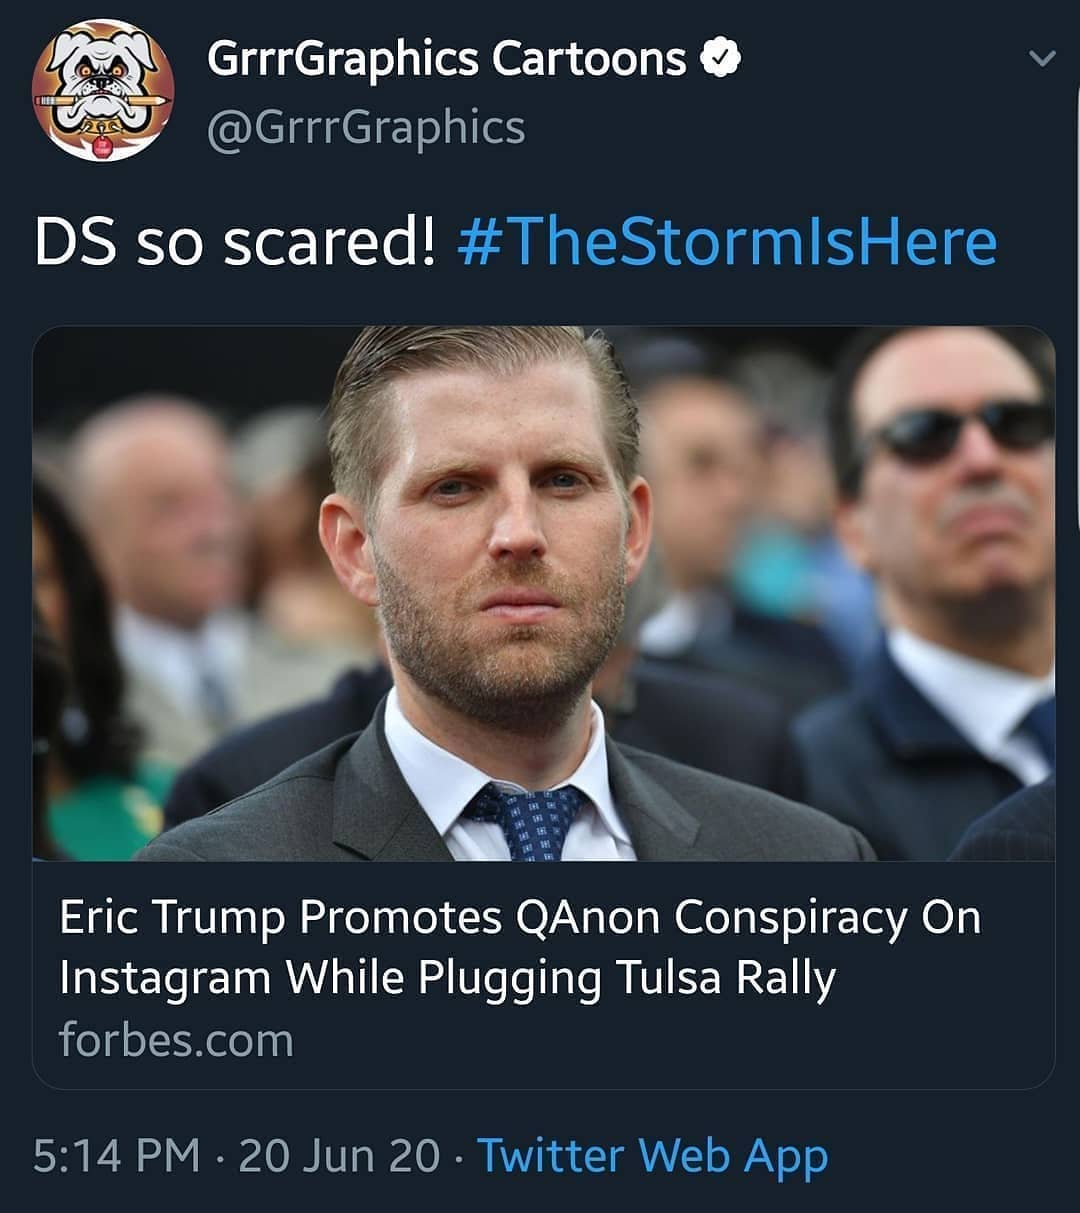 GrrrGraphics Cartoons
@GrrrGraphics
DS so scared! #TheStormIsHere
Eric Trump Promotes QAnon Conspiracy On
Instagram While Plugging Tulsa Rally
forbes.com
5:14 PM · 20 Jun 20 · Twitter Web App